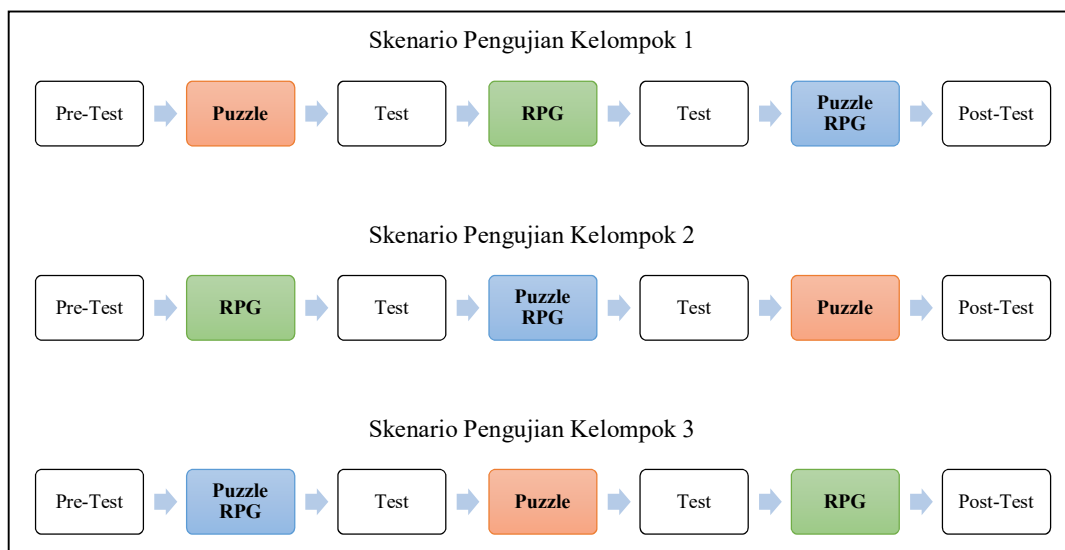 Skenario Pengujian Kelompok 1
Pre-Test
Puzzle
Test
RPG
Test
Puzzle
RPG
Post-Test
Skenario Pengujian Kelompok 2
Pre-Test
RPG
Test
Puzzle
RPG
Test
Puzzle
Post-Test
Skenario Pengujian Kelompok 3
Pre-Test
Puzzle
RPG
Test
Puzzle
Test
RPG
Post-Test